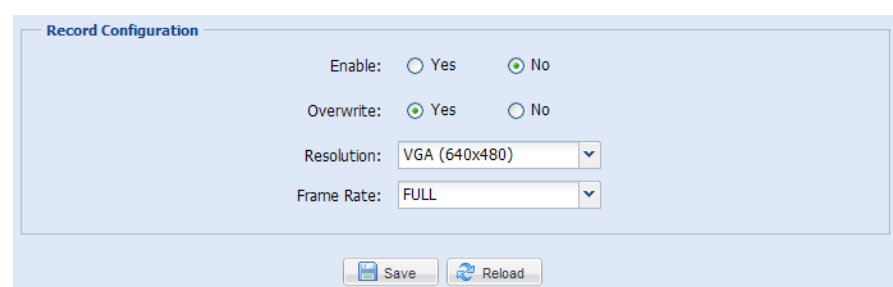 Record Configuration
Enable: Yes No
Overwrite: Yes No
Resolution: VGA (640x480)
Frame Rate: FULL
Save Reload